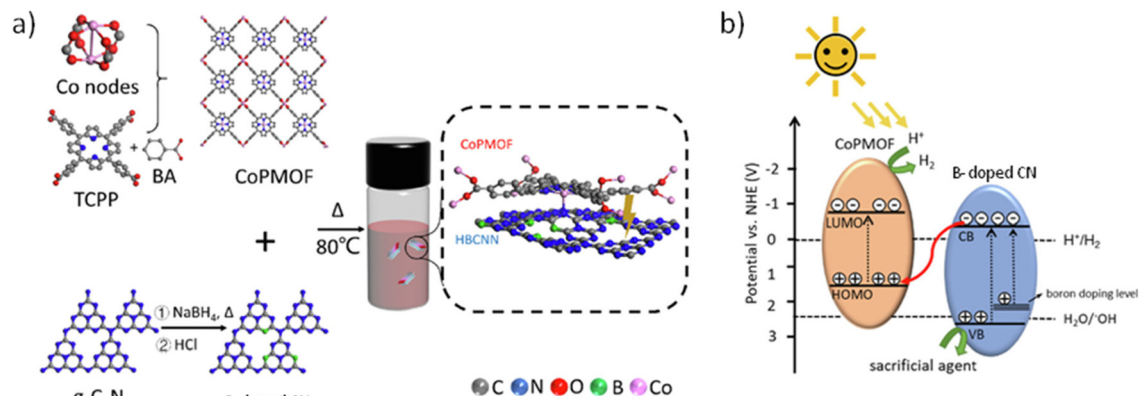 a)
Co nodes
TCPP
+
BA
CoPMOF
+
① NaBH₄, Δ
② HCl
Δ
80°C
CoPMOF
HBCNN
C N O B Co
b)
CoPMOF
H⁺
H₂
B- doped CN
Potential vs. NHE (V)
-2
-1
0
1
2
3
LUMO
HOMO
CB
VB
H⁺/H₂
boron doping level
H₂O/·OH
sacrificial agent